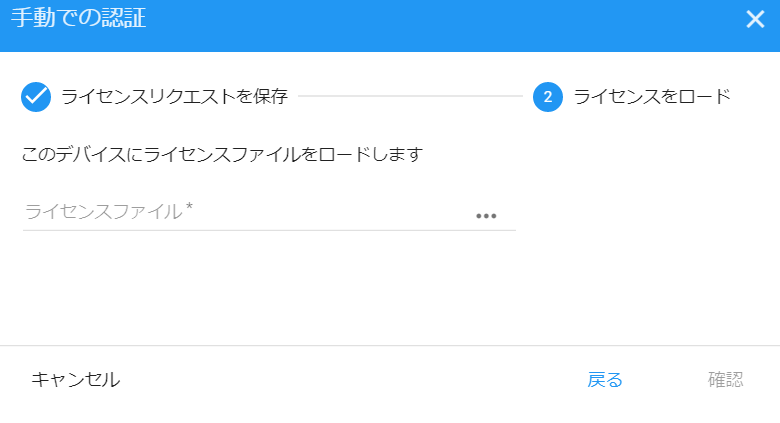 手動での認証
ライセンスリクエストを保存
2 ライセンスをロード
このデバイスにライセンスファイルをロードします
ライセンスファイル*
キャンセル
戻る
確認